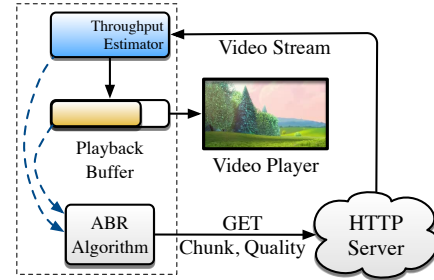 Throughput
Estimator
Video Stream
Playback
Buffer
Video Player
ABR
Algorithm
GET
Chunk, Quality
HTTP
Server